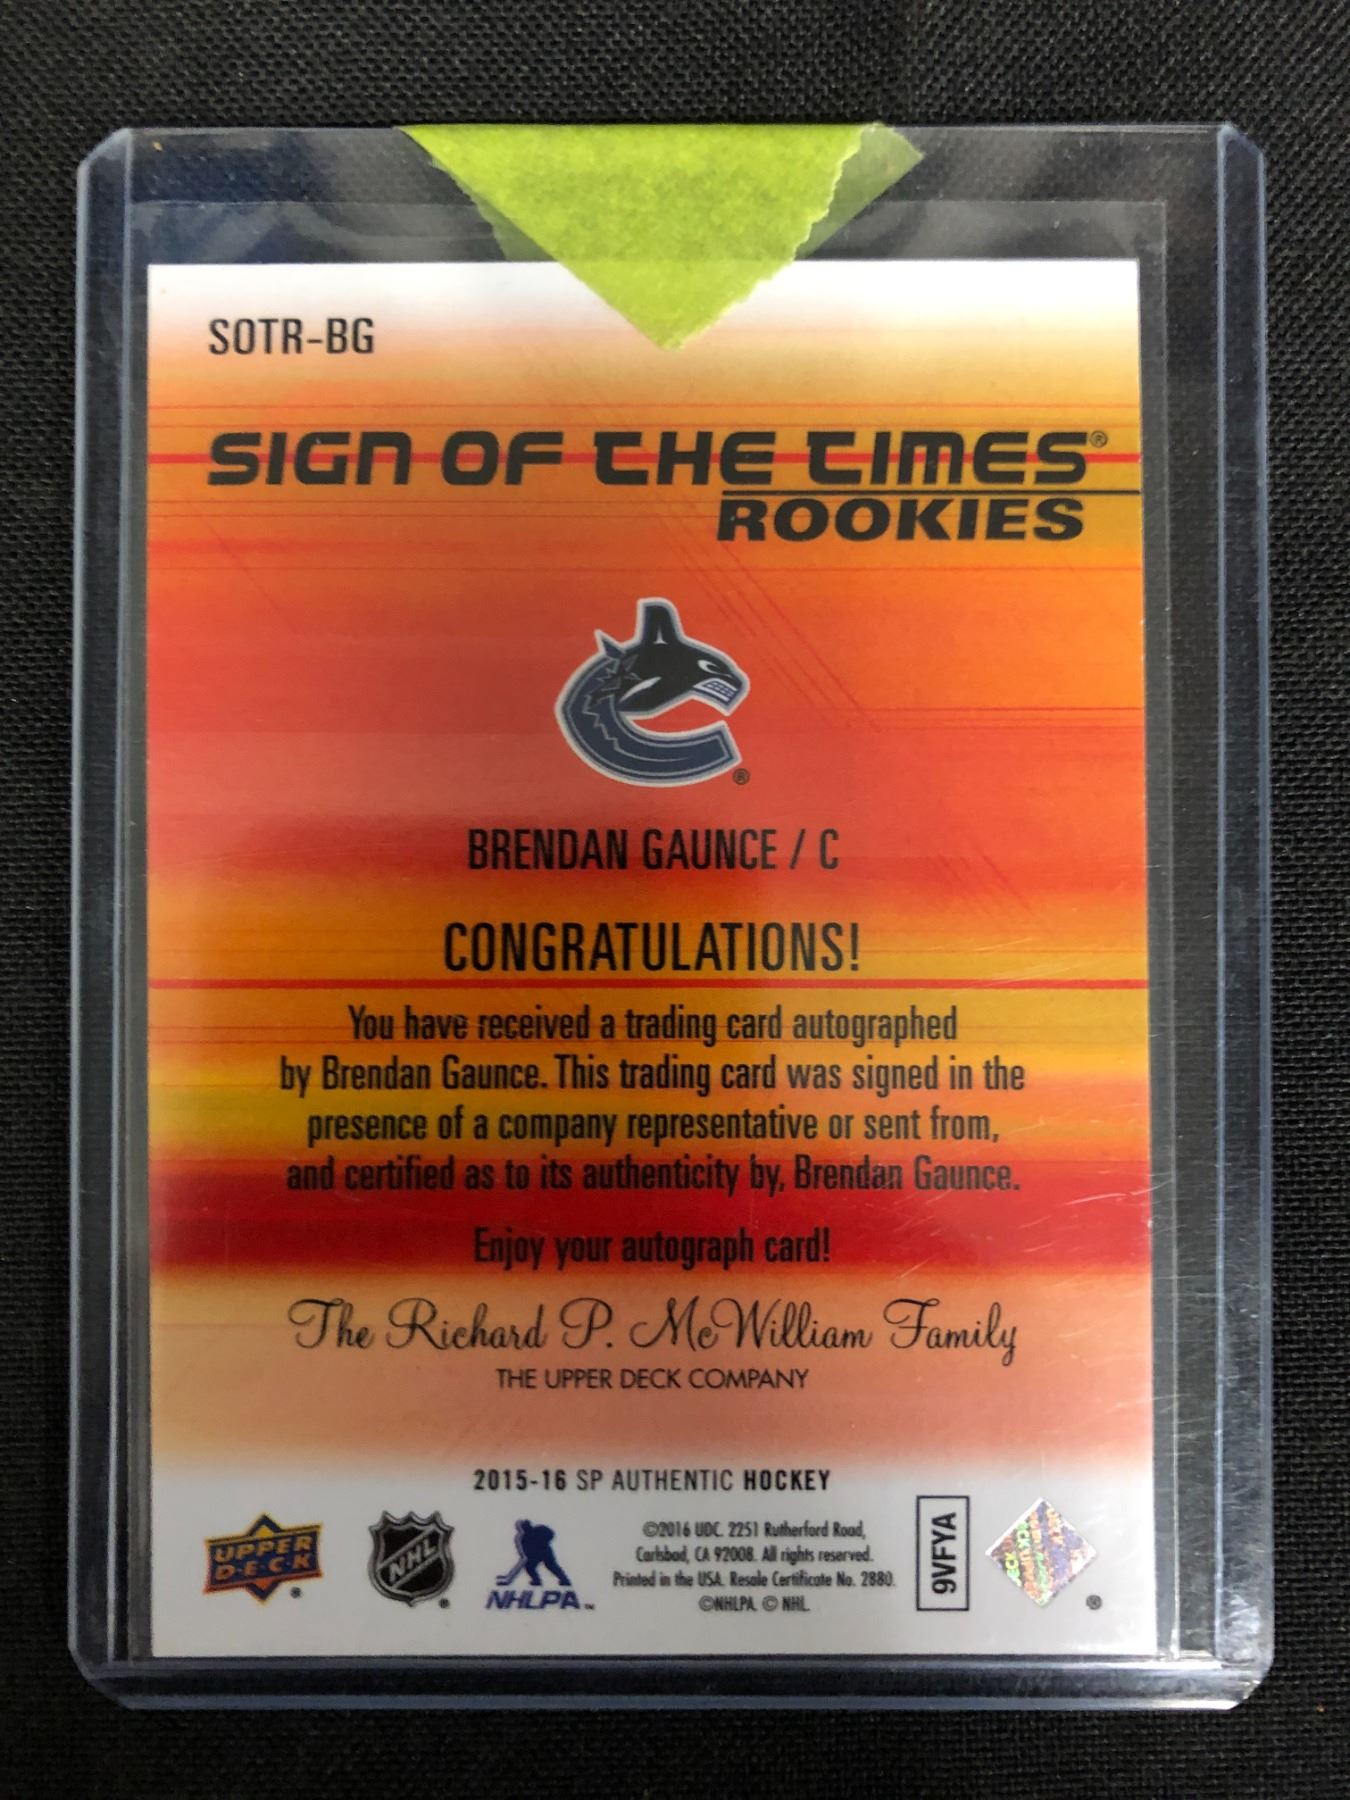 SOTR-BG
SIGN OF THE TIMES®
ROOKIES
®
BRENDAN GAUNCE / C
CONGRATULATIONS!
You have received a trading card autographed
by Brendan Gaunce. This trading card was signed in the
presence of a company representative or sent from,
and certified as to its authenticity by, Brendan Gaunce.
Enjoy your autograph card!
The Richard P. McWilliam Family
THE UPPER DECK COMPANY
2015-16 SP AUTHENTIC HOCKEY
UPPER
D·E·C·K
®
NHL
®
NHLPA™
©2016 UDC. 2251 Rutherford Road,
Carlsbad, CA 92008. All rights reserved.
Printed in the USA. Resale Certificate No. 2880.
©NHLPA. © NHL.
9VFYA
®